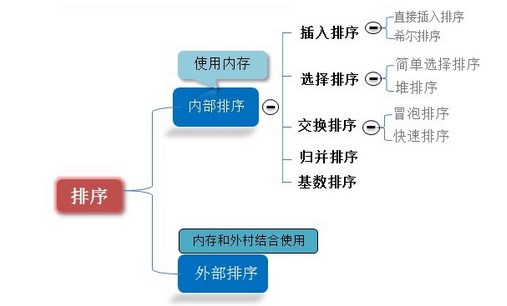 直接插入排序
插入排序
希尔排序
使用内存
简单选择排序
选择排序
堆排序
内部排序
冒泡排序
交换排序
快速排序
归并排序
基数排序
排序
内存和外村结合使用
外部排序